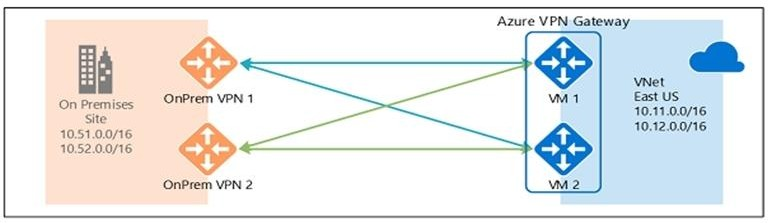 Azure VPN Gateway
On Premises
Site
10.51.0.0/16
10.52.0.0/16
OnPrem VPN 1
OnPrem VPN 2
VM 1
VM 2
VNet
East US
10.11.0.0/16
10.12.0.0/16